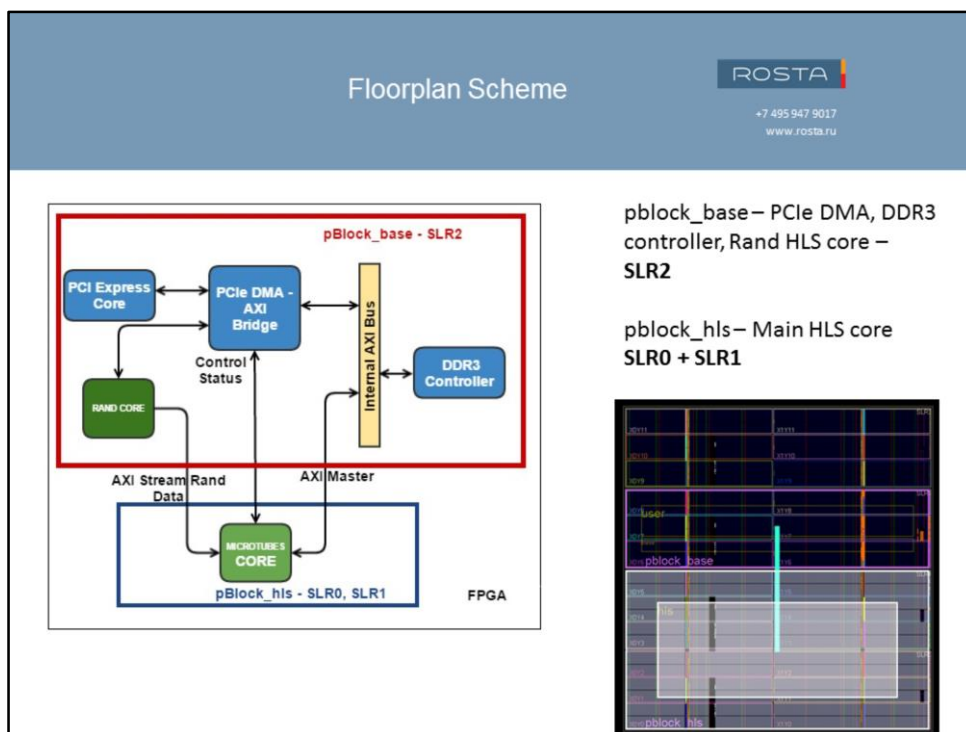 Floorplan Scheme
ROSTA
+7 495 947 9017
www.rosta.ru
pBlock_base - SLR2
PCI Express
Core
PCIe DMA -
AXI
Bridge
Internal AXI Bus
DDR3
Controller
Control
Status
RAND CORE
AXI Stream Rand
Data
AXI Master
MICROTUBES
CORE
pBlock_hls - SLR0, SLR1
FPGA
pblock_base – PCIe DMA, DDR3
controller, Rand HLS core –
SLR2
pblock_hls – Main HLS core
SLR0 + SLR1
X1Y11
user
pblock_base
hls
pblock_hls